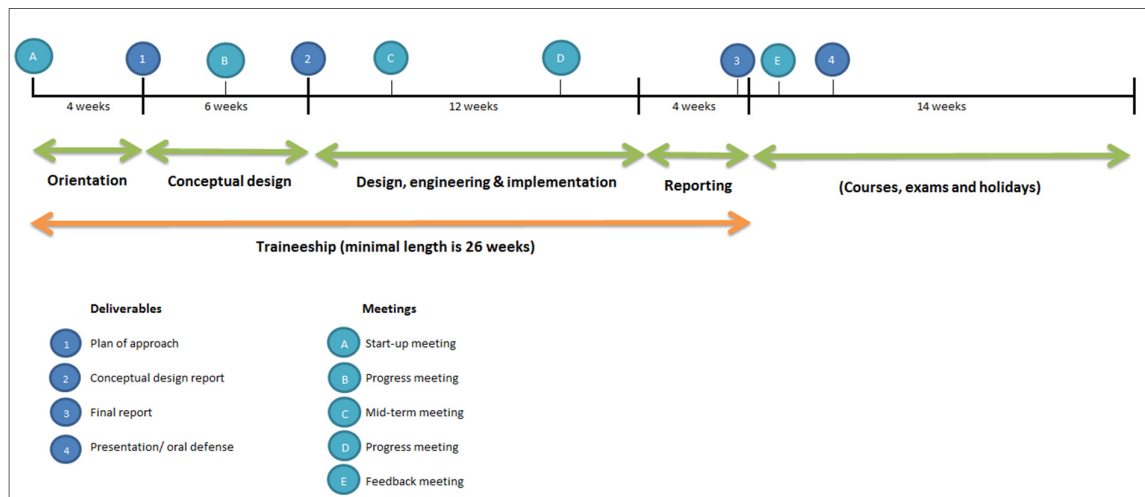 A
1
B
2
C
D
3
E
4
4 weeks
6 weeks
12 weeks
4 weeks
14 weeks
Orientation
Conceptual design
Design, engineering & implementation
Reporting
(Courses, exams and holidays)
Traineeship (minimal length is 26 weeks)
Deliverables
1 Plan of approach
2 Conceptual design report
3 Final report
4 Presentation/ oral defense
Meetings
A Start-up meeting
B Progress meeting
C Mid-term meeting
D Progress meeting
E Feedback meeting